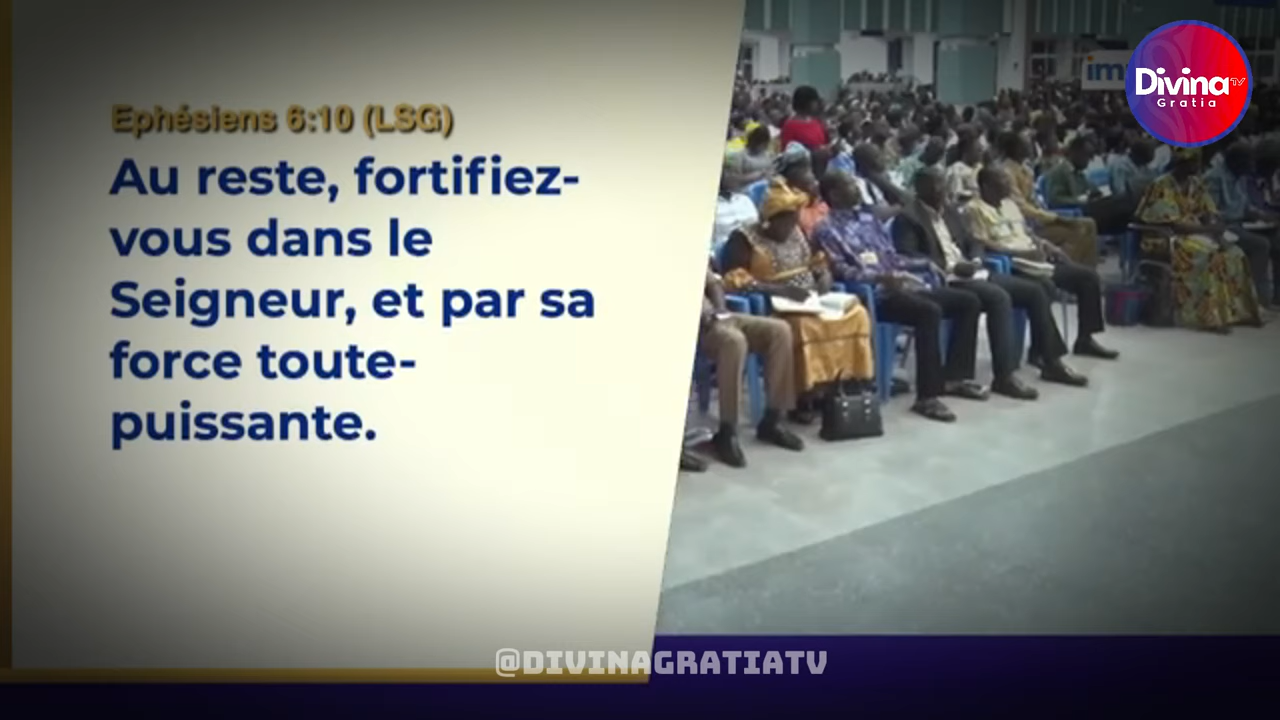 Ephésiens 6:10 (LSG)
Au reste, fortifiez-
vous dans le
Seigneur, et par sa
force toute-
puissante.
Divina TV
Gratia
@DIVINAGRATIATV